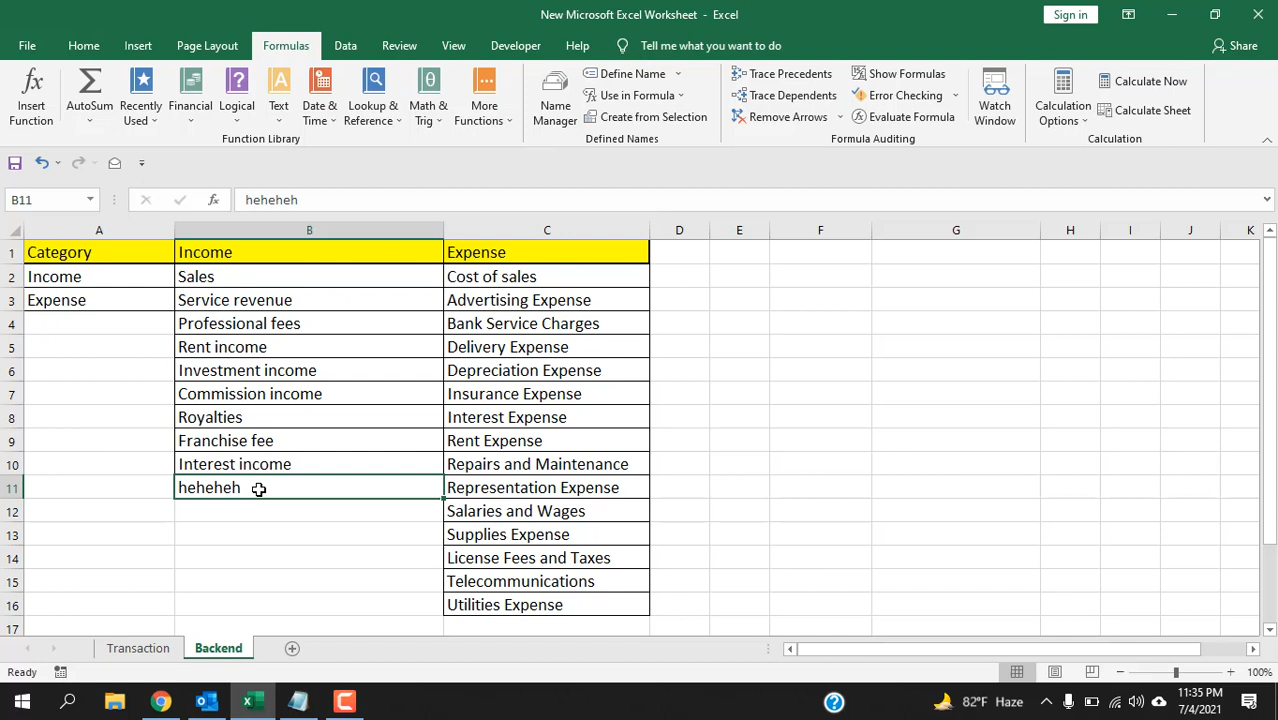 New Microsoft Excel Worksheet - Excel
Sign in
File Home Insert Page Layout Formulas Data Review View Developer Help Tell me what you want to do Share
Insert Function
AutoSum
Recently Used
Financial
Logical
Text
Date & Time
Lookup & Reference
Math & Trig
More Functions
Function Library
Name Manager
Define Name
Use in Formula
Create from Selection
Defined Names
Trace Precedents
Trace Dependents
Remove Arrows
Show Formulas
Error Checking
Evaluate Formula
Formula Auditing
Watch Window
Calculation Options
Calculate Now
Calculate Sheet
Calculation
B11 fx heheheh
A B C D E F G H I J K
1 Category Income Expense
2 Income Sales Cost of sales
3 Expense Service revenue Advertising Expense
4 Professional fees Bank Service Charges
5 Rent income Delivery Expense
6 Investment income Depreciation Expense
7 Commission income Insurance Expense
8 Royalties Interest Expense
9 Franchise fee Rent Expense
10 Interest income Repairs and Maintenance
11 heheheh Representation Expense
12 Salaries and Wages
13 Supplies Expense
14 License Fees and Taxes
15 Telecommunications
16 Utilities Expense
17
Transaction Backend
Ready 100%
82°F Haze 11:35 PM
7/4/2021